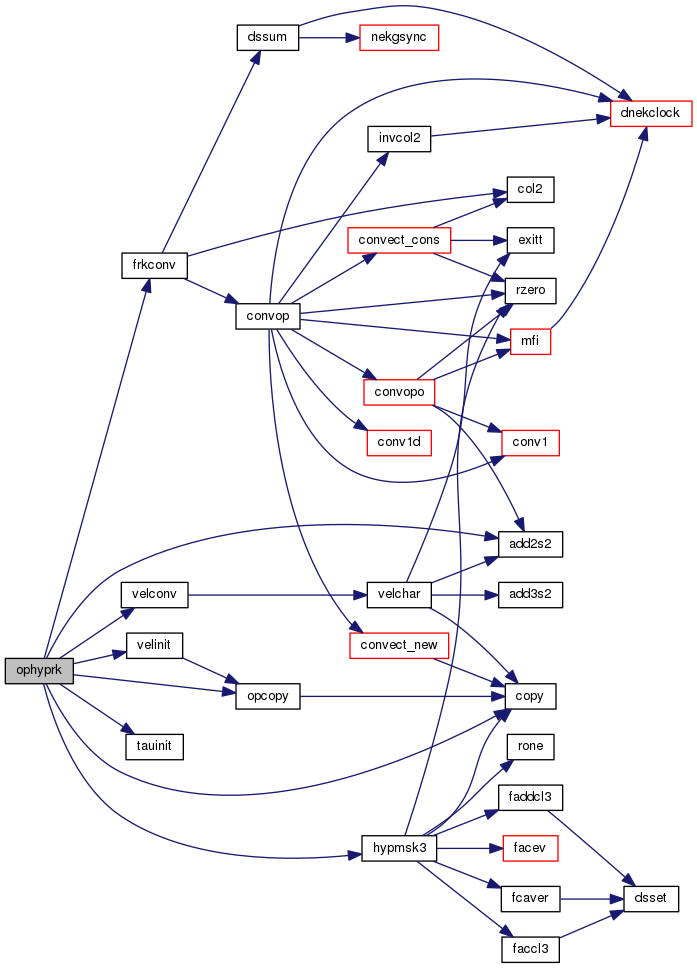 dssum
nekgsync
dnekclock
invcol2
col2
convect_cons
exitt
frkconv
rzero
convop
mfi
convopo
conv1d
conv1
add2s2
velconv
velchar
add3s2
velinit
convect_new
ophyprk
opcopy
copy
tauinit
rone
faddcl3
hypmsk3
facev
fcaver
dsset
faccl3